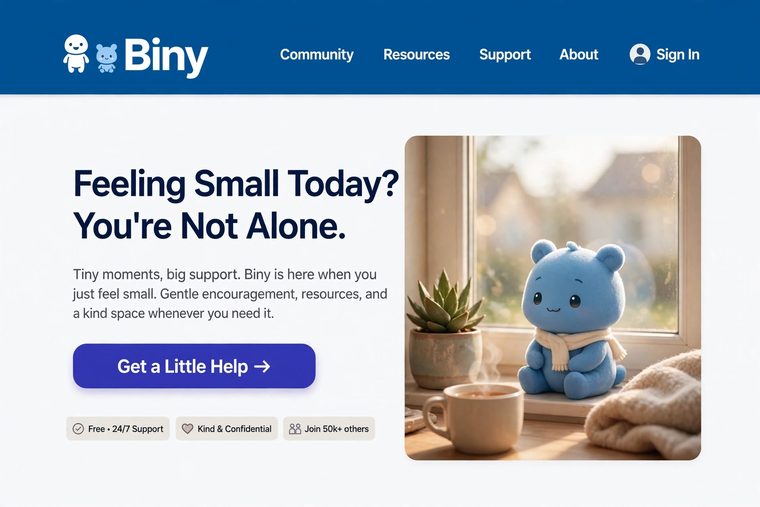 Biny
Community
Resources
Support
About
Sign In
Feeling Small Today?
You're Not Alone.
Tiny moments, big support. Biny is here when you
just feel small. Gentle encouragement, resources, and
a kind space whenever you need it.
Get a Little Help →
Free • 24/7 Support
Kind & Confidential
Join 50k+ others